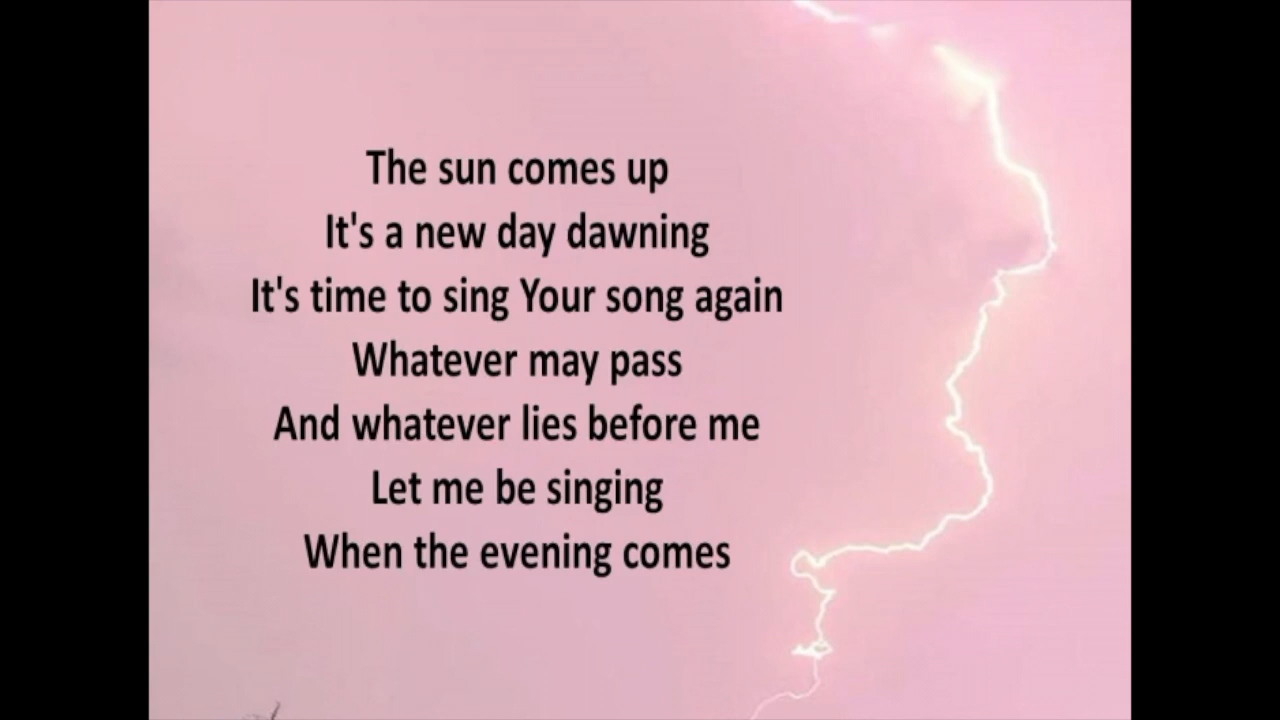 The sun comes up
It's a new day dawning
It's time to sing Your song again
Whatever may pass
And whatever lies before me
Let me be singing
When the evening comes